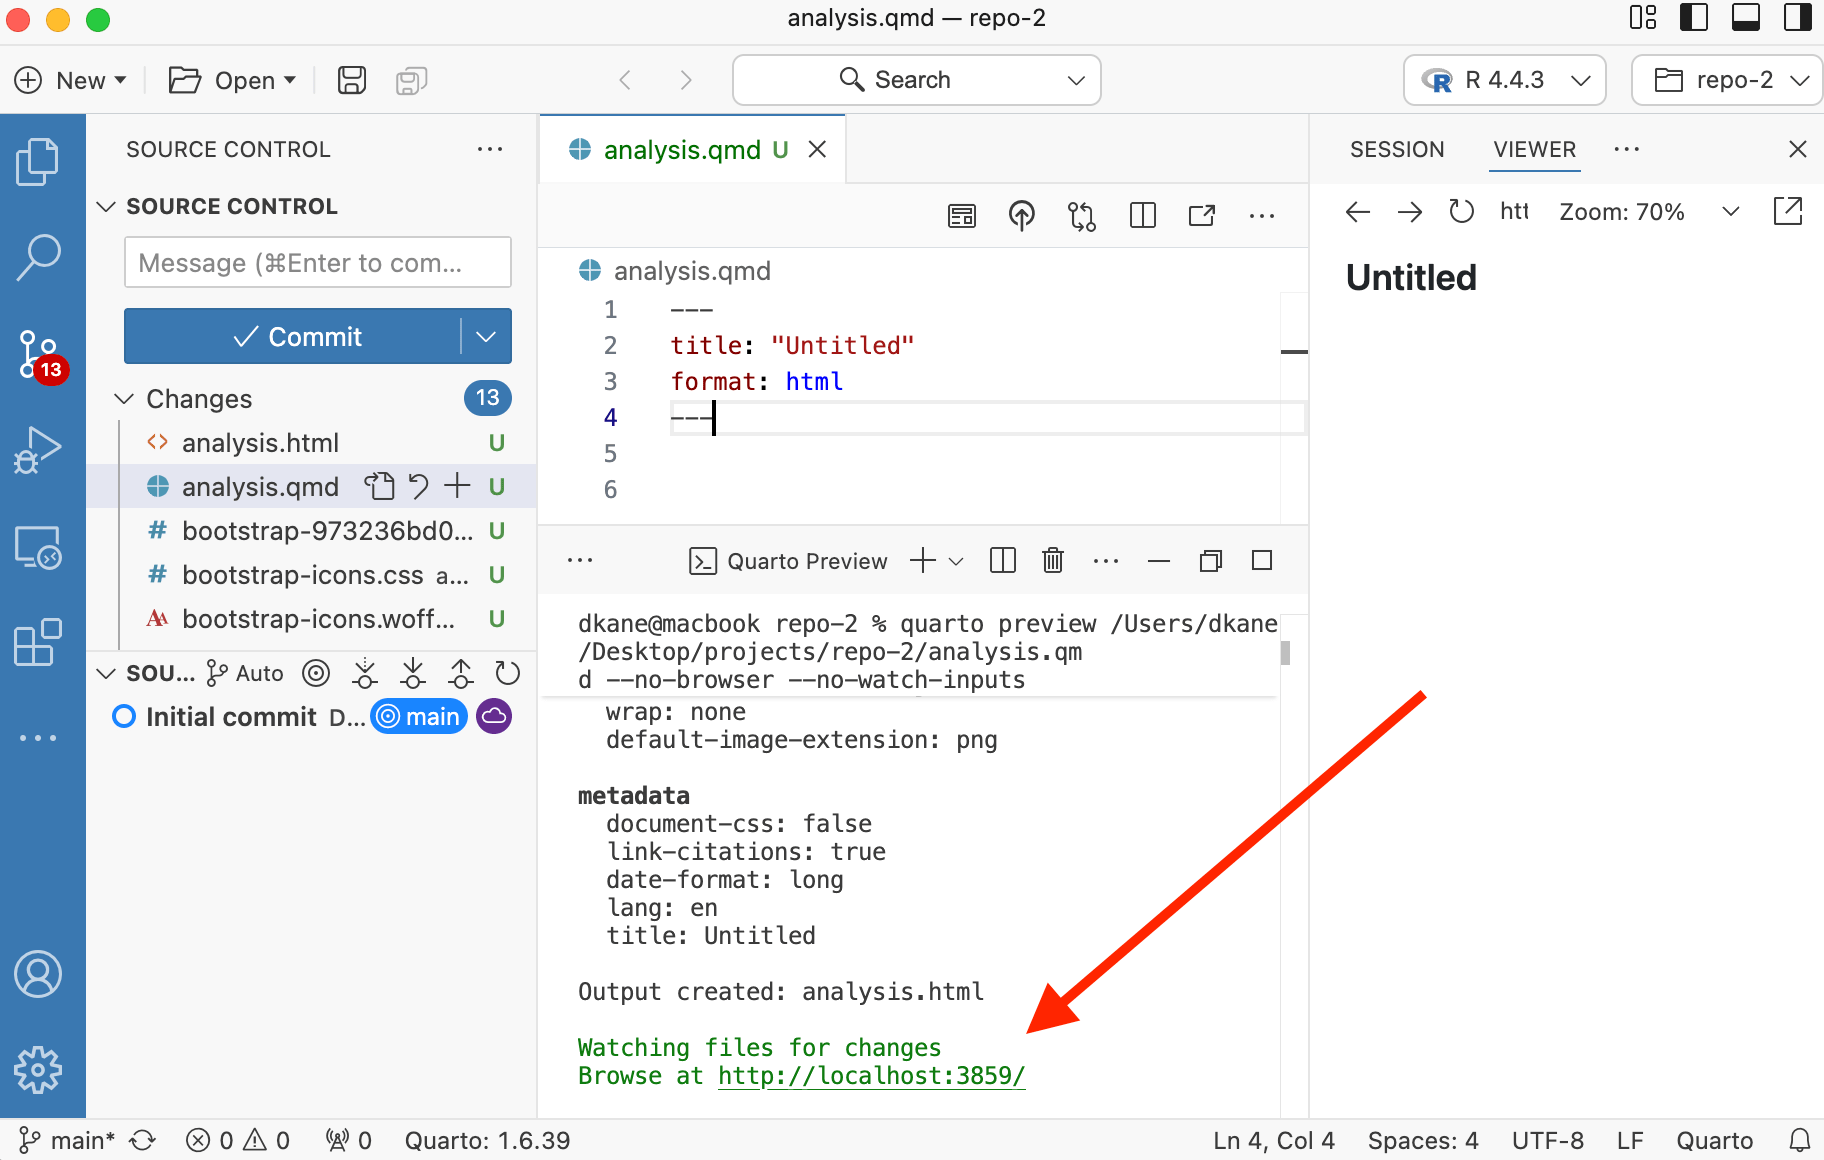 analysis.qmd — repo-2
New
Open
Search
R 4.4.3
repo-2
SOURCE CONTROL
SOURCE CONTROL
Message (⌘Enter to com...
Commit
13
Changes
13
analysis.html U
analysis.qmd U
bootstrap-973236bd0... U
bootstrap-icons.css a... U
bootstrap-icons.woff... U
SOU... Auto
Initial commit D... main
analysis.qmd U
analysis.qmd
1 ---
2 title: "Untitled"
3 format: html
4 ---
5
6
Quarto Preview
dkane@macbook repo-2 % quarto preview /Users/dkane
/Desktop/projects/repo-2/analysis.qm
d --no-browser --no-watch-inputs
wrap: none
default-image-extension: png
metadata
document-css: false
link-citations: true
date-format: long
lang: en
title: Untitled
Output created: analysis.html
Watching files for changes
Browse at http://localhost:3859/
SESSION
VIEWER
htt
Zoom: 70%
Untitled
main*
0
0
0
Quarto: 1.6.39
Ln 4, Col 4
Spaces: 4
UTF-8
LF
Quarto